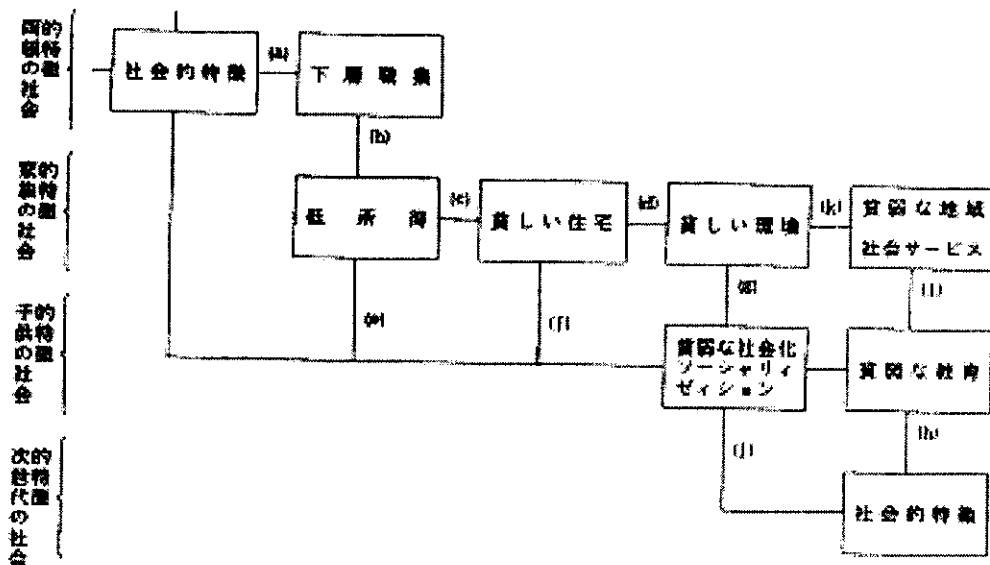 両親の社会
的特徴
社会的特徴
(a)
下層職業
(b)
家族の社会
的特徴
低所得
(c)
貧しい住宅
(d)
貧しい環境
(k)
貧弱な地域
社会サービス
(e)
(f)
(g)
(l)
子供の社会
的特徴
貧弱な社会化
ソーシャリィ
ゼィション
貧弱な教育
(j)
(h)
次世代の社会
的特徴
社会的特徴